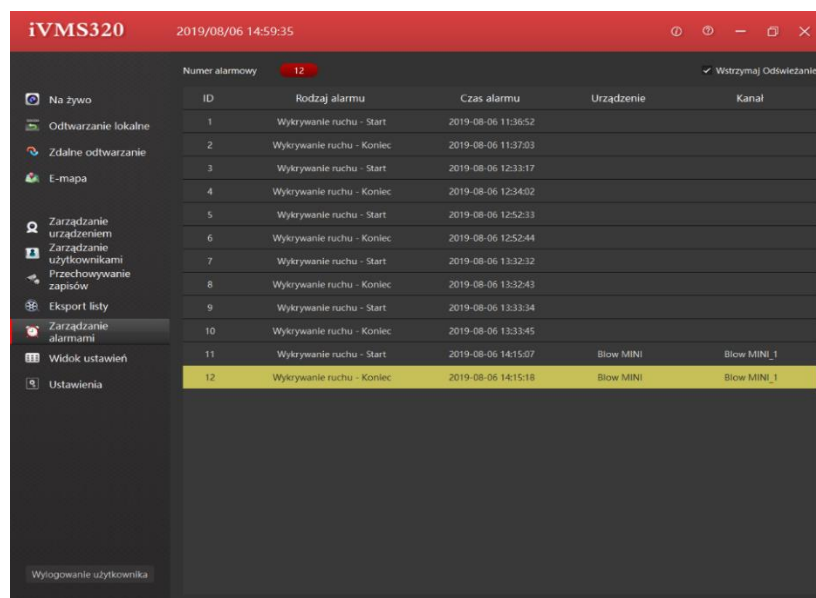 iVMS320
2019/08/06 14:59:35
Numer alarmowy 12
Wstrzymaj Odświeżanie
Na żywo
Odtwarzanie lokalne
Zdalne odtwarzanie
E-mapa
Zarządzanie
urządzeniem
Zarządzanie
użytkownikami
Przechowywanie
zapisów
Eksport listy
Zarządzanie
alarmami
Widok ustawień
Ustawienia
Wylogowanie użytkownika
ID Rodzaj alarmu Czas alarmu Urządzenie Kanał
1 Wykrywanie ruchu - Start 2019-08-06 11:36:52
2 Wykrywanie ruchu - Koniec 2019-08-06 11:37:03
3 Wykrywanie ruchu - Start 2019-08-06 12:33:17
4 Wykrywanie ruchu - Koniec 2019-08-06 12:34:02
5 Wykrywanie ruchu - Start 2019-08-06 12:52:33
6 Wykrywanie ruchu - Koniec 2019-08-06 12:52:44
7 Wykrywanie ruchu - Start 2019-08-06 13:32:32
8 Wykrywanie ruchu - Koniec 2019-08-06 13:32:43
9 Wykrywanie ruchu - Start 2019-08-06 13:33:34
10 Wykrywanie ruchu - Koniec 2019-08-06 13:33:45
11 Wykrywanie ruchu - Start 2019-08-06 14:15:07 Blow MINI Blow MINI_1
12 Wykrywanie ruchu - Koniec 2019-08-06 14:15:18 Blow MINI Blow MINI_1